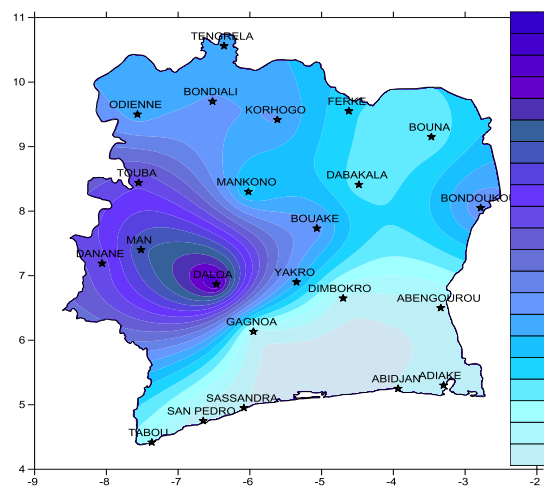 11
TENGRELA
10
BONDIALI
ODIENNE
FERKE
KORHOGO
BOUNA
9
TOUBA
MANKONO
DABAKALA
BONDOUKOU
8
BOUAKE
MAN
DANANE
7
DALOA
YAKRO
DIMBOKRO
ABENGOUROU
GAGNOA
6
ABIDJAN
ADIAKE
5
SASSANDRA
SAN PEDRO
TABOU
4
-9 -8 -7 -6 -5 -4 -3 -2